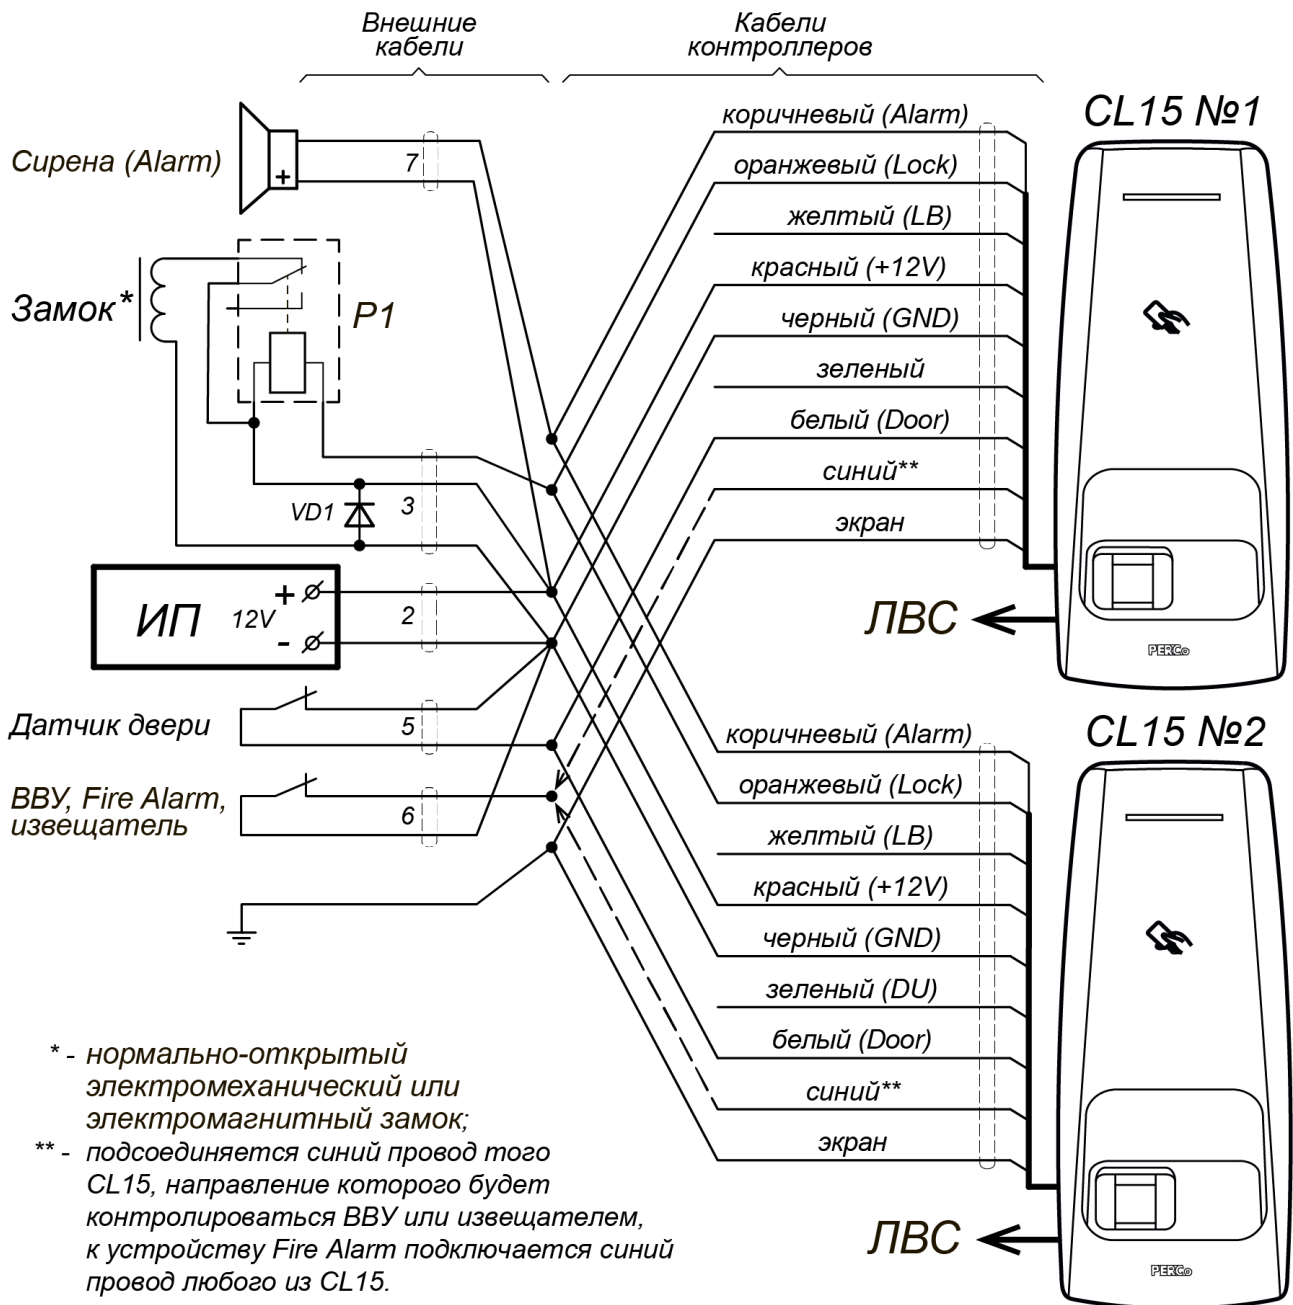 Внешние
кабели
Кабели
контроллеров
CL15 №1
коричневый (Alarm)
оранжевый (Lock)
желтый (LB)
красный (+12V)
черный (GND)
зеленый
белый (Door)
синий**
экран
ЛВС
PERCo
Сирена (Alarm)
+
7
Замок*
P1
VD1
3
ИП
12V
+
-
2
Датчик двери
5
ВВУ, Fire Alarm,
извещатель
6
CL15 №2
коричневый (Alarm)
оранжевый (Lock)
желтый (LB)
красный (+12V)
черный (GND)
зеленый (DU)
белый (Door)
синий**
экран
ЛВС
PERCo
* - нормально-открытый
электромеханический или
электромагнитный замок;
** - подсоединяется синий провод того
CL15, направление которого будет
контролироваться ВВУ или извещателем,
к устройству Fire Alarm подключается синий
провод любого из CL15.